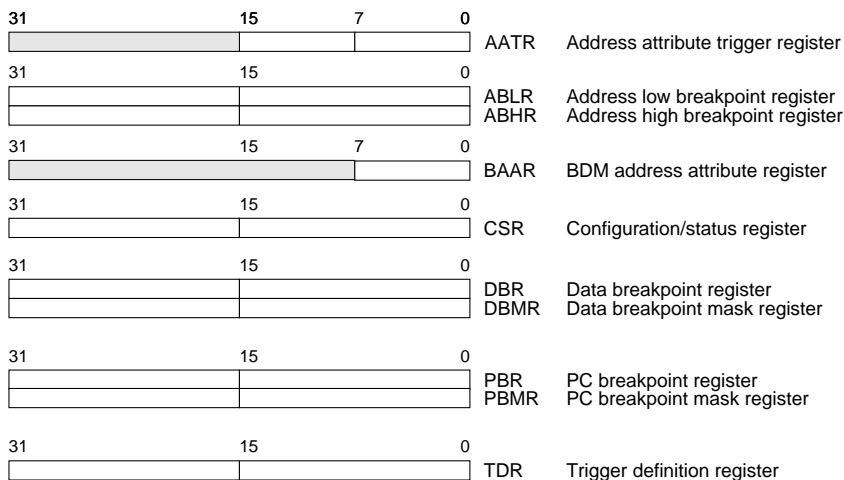 31 15 7 0
AATR Address attribute trigger register
31 15 0
ABLR Address low breakpoint register
ABHR Address high breakpoint register
31 15 7 0
BAAR BDM address attribute register
31 15 0
CSR Configuration/status register
31 15 0
DBR Data breakpoint register
DBMR Data breakpoint mask register
31 15 0
PBR PC breakpoint register
PBMR PC breakpoint mask register
31 15 0
TDR Trigger definition register